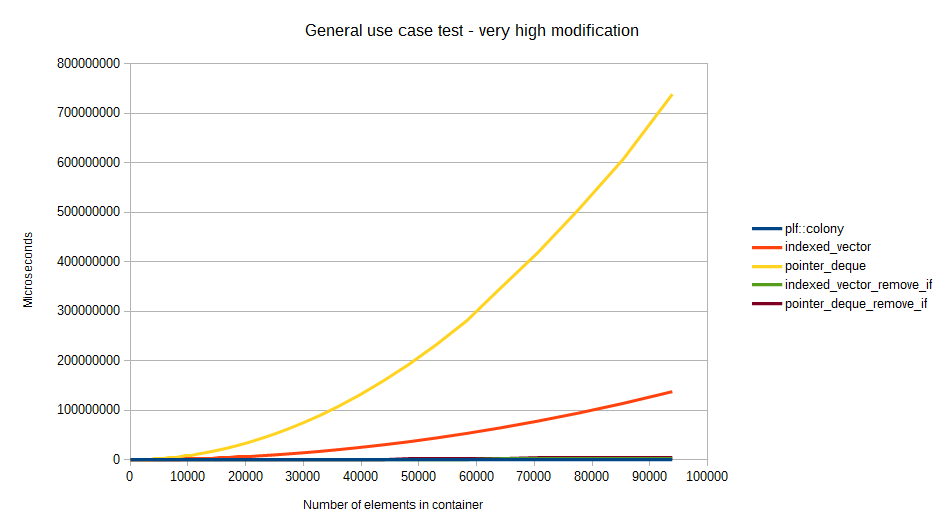 General use case test - very high modification
800000000
700000000
600000000
500000000
400000000
300000000
200000000
100000000
0
Microseconds
0 10000 20000 30000 40000 50000 60000 70000 80000 90000 100000
Number of elements in container
plf::colony
indexed_vector
pointer_deque
indexed_vector_remove_if
pointer_deque_remove_if